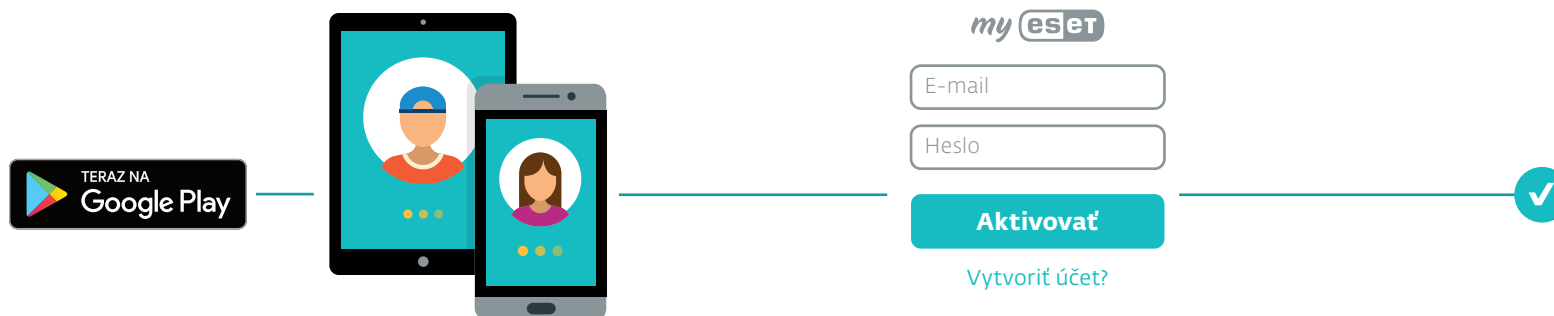 TERAZ NA
Google Play
my eset
E-mail
Heslo
Aktivovať
Vytvoriť účet?